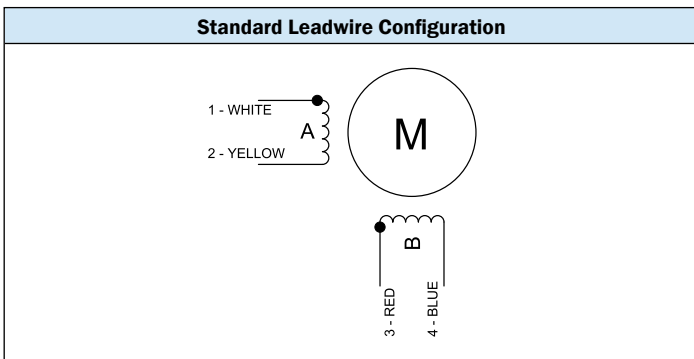 Standard Leadwire Configuration
1 - WHITE
A
2 - YELLOW
M
B
3 - RED
4 - BLUE